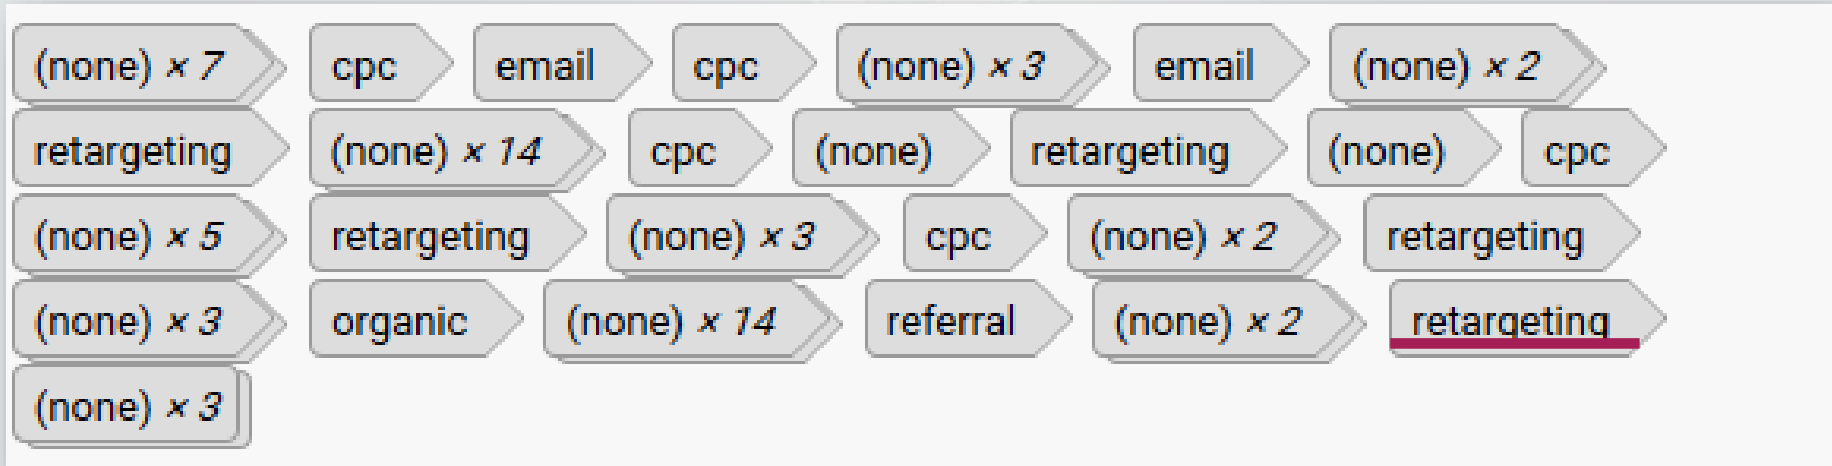 (none) × 7 cpc email cpc (none) × 3 email (none) × 2
retargeting (none) × 14 cpc (none) retargeting (none) cpc
(none) × 5 retargeting (none) × 3 cpc (none) × 2 retargeting
(none) × 3 organic (none) × 14 referral (none) × 2 retargeting
(none) × 3